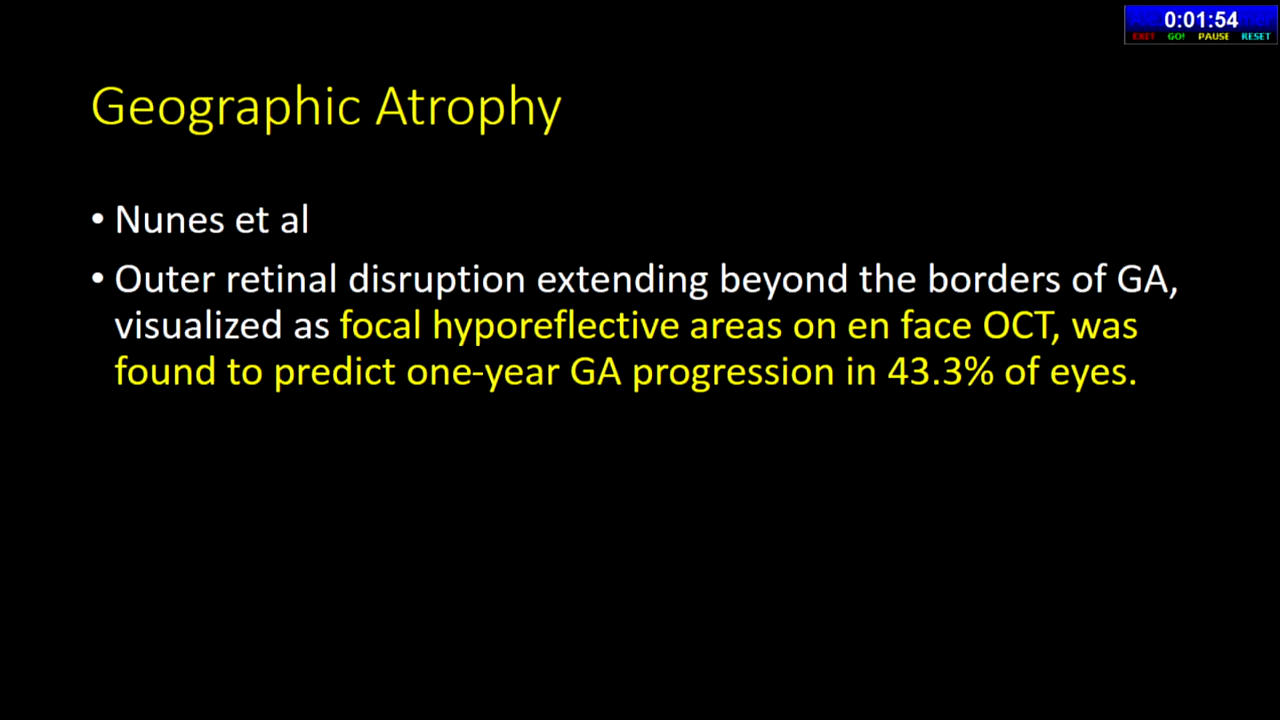 0:01:54
EXIT GO! PAUSE RESET
Geographic Atrophy
• Nunes et al
• Outer retinal disruption extending beyond the borders of GA,
visualized as focal hyporeflective areas on en face OCT, was
found to predict one-year GA progression in 43.3% of eyes.